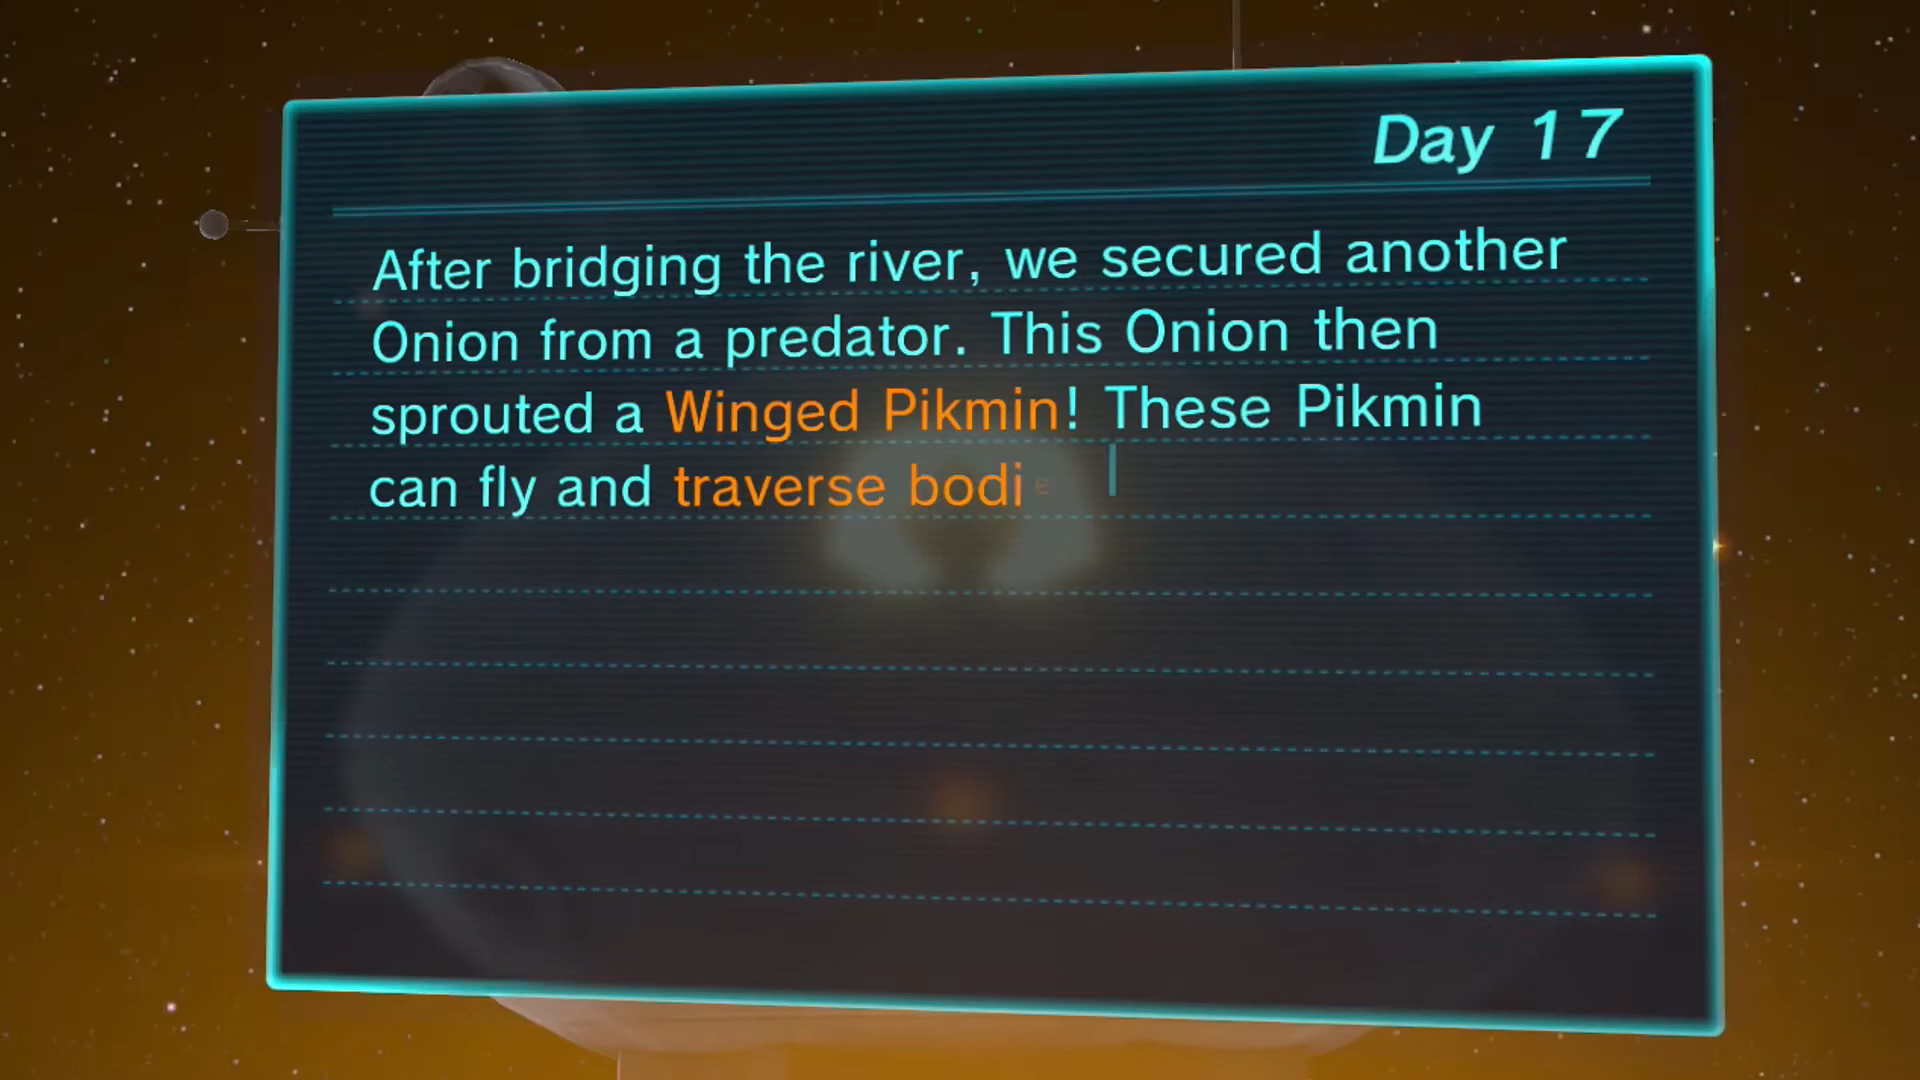 Day 17
After bridging the river, we secured another
Onion from a predator. This Onion then
sprouted a Winged Pikmin! These Pikmin
can fly and traverse bodie